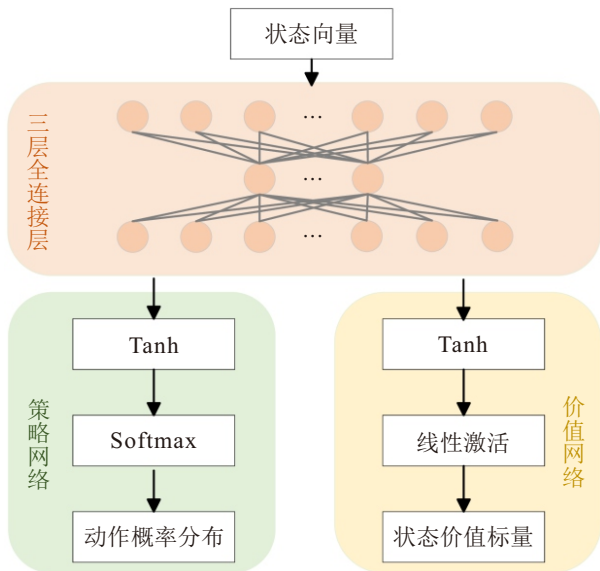 状态向量
三层全连接层
...
...
...
策略网络
Tanh
Softmax
动作概率分布
Tanh
线性激活
状态价值标量
价值网络